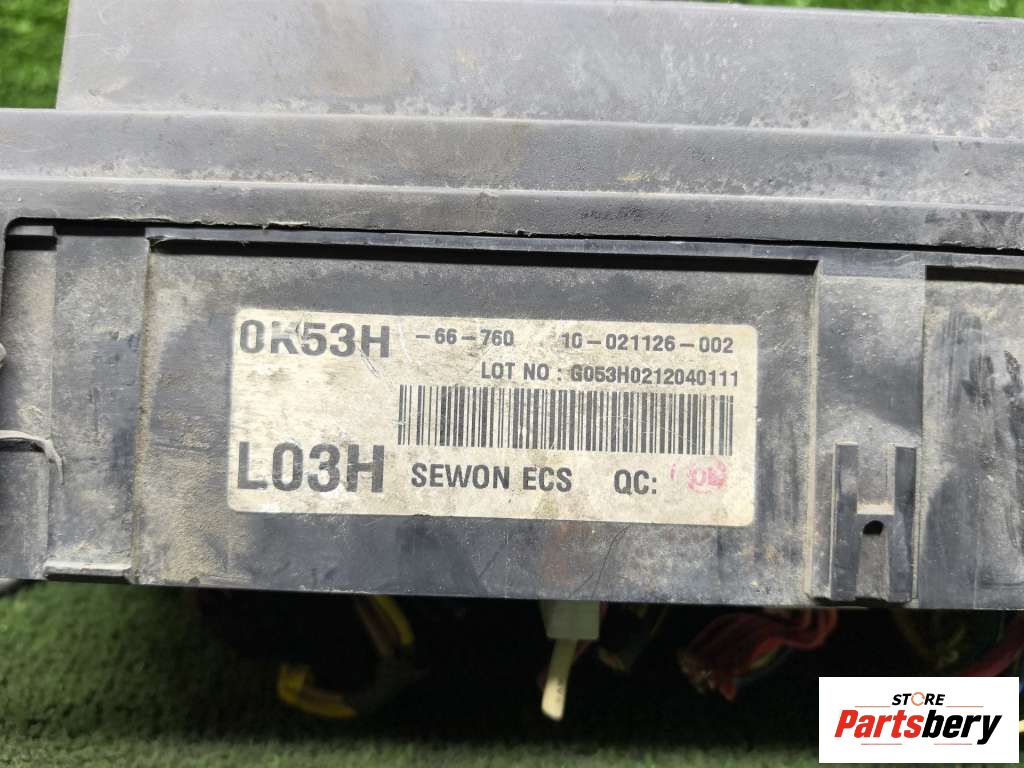 0K53H -66-760 10-021126-002
LOT NO : G053H0212040111
L03H SEWON ECS QC:
STORE
Partsbery